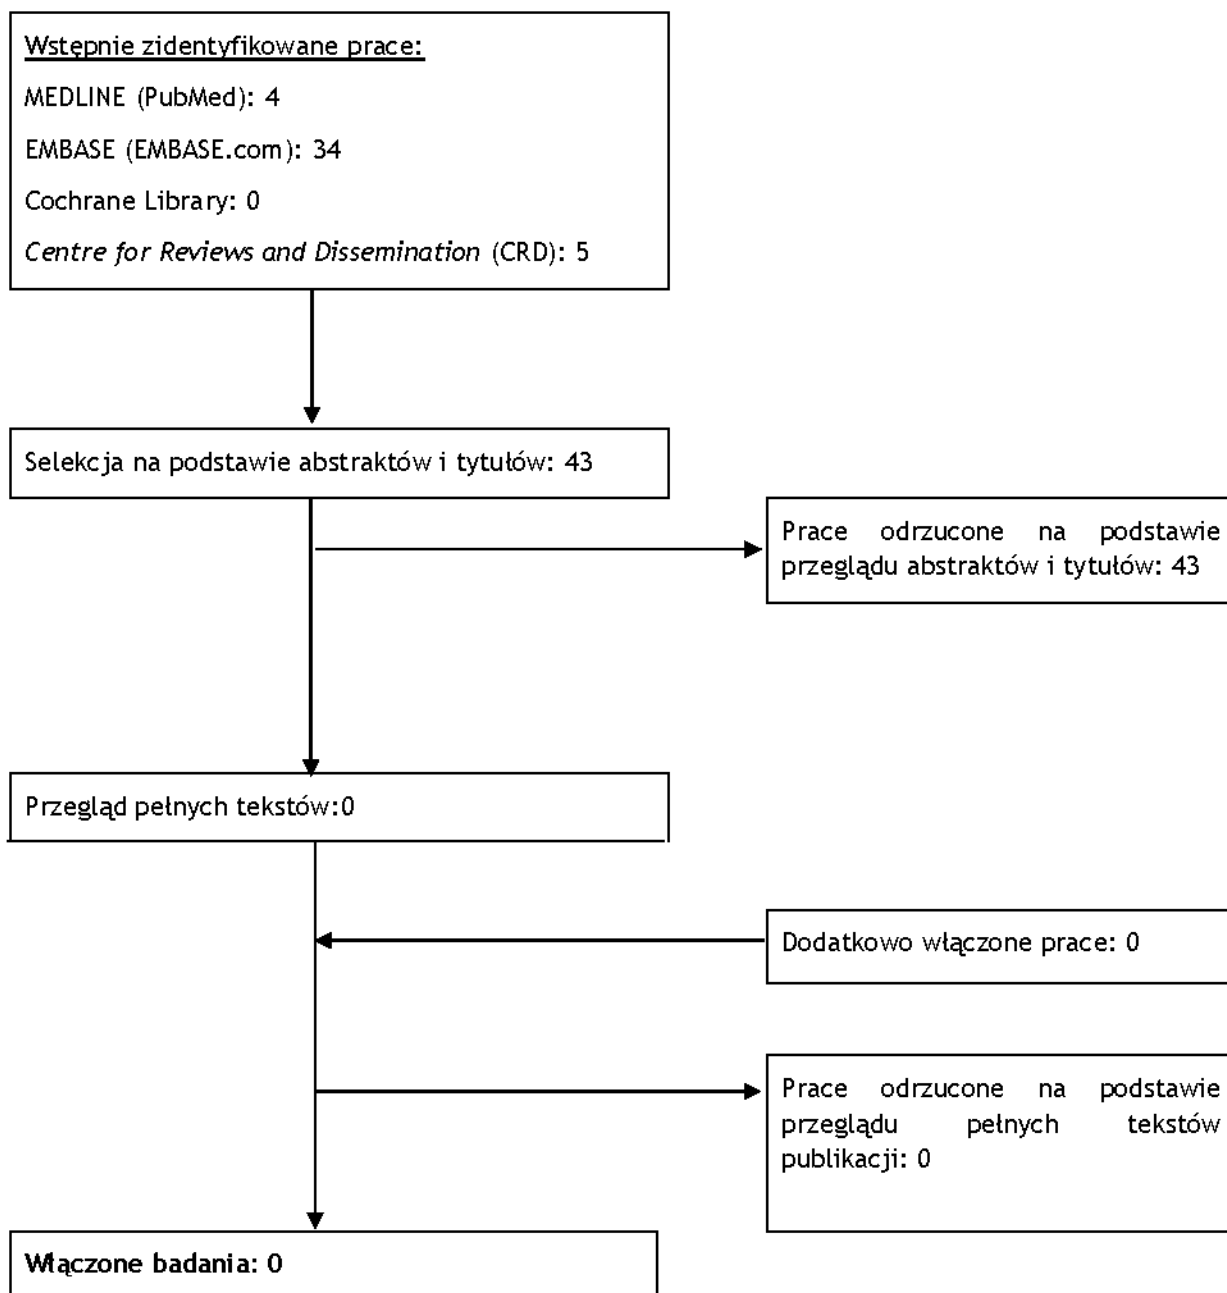 Wstępnie zidentyfikowane prace:
MEDLINE (PubMed): 4
EMBASE (EMBASE.com): 34
Cochrane Library: 0
Centre for Reviews and Dissemination (CRD): 5
Selekcja na podstawie abstraktów i tytułów: 43
Prace odrzucone na podstawie
przeglądu abstraktów i tytułów: 43
Przegląd pełnych tekstów:0
Dodatkowo włączone prace: 0
Prace odrzucone na podstawie
przeglądu pełnych tekstów
publikacji: 0
Włączone badania: 0